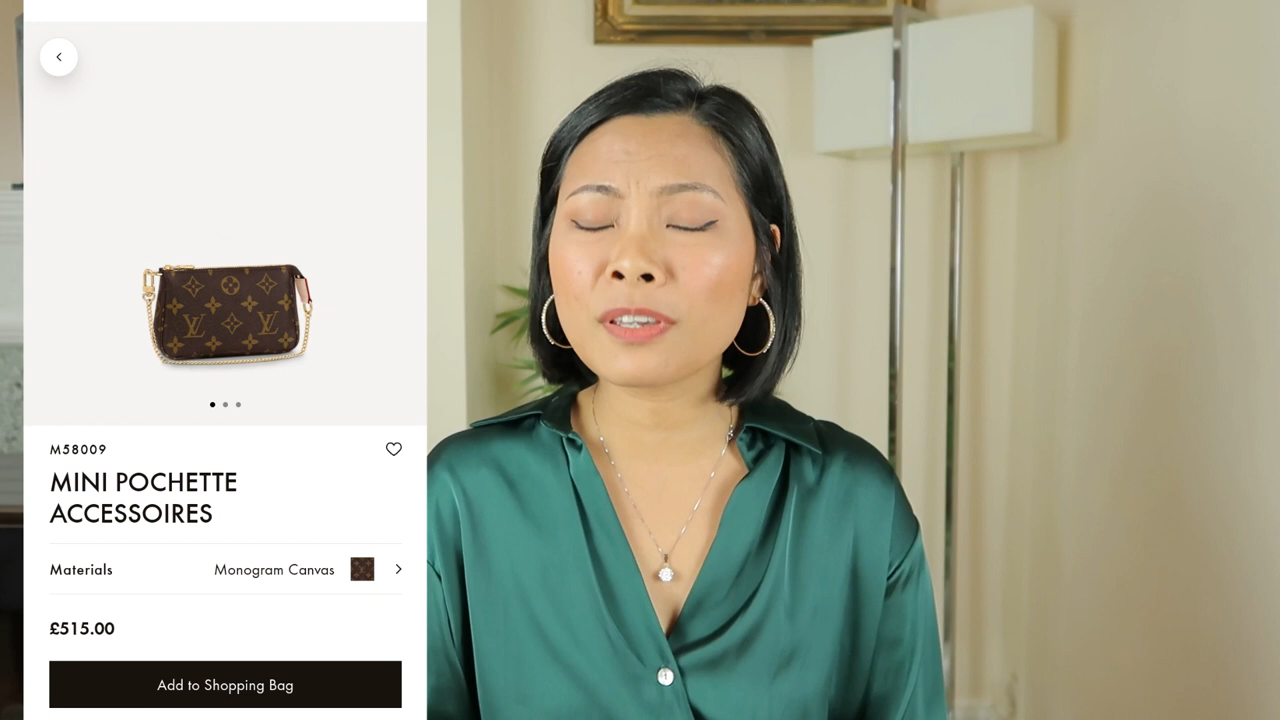 M58009
MINI POCHETTE
ACCESSOIRES
Materials Monogram Canvas
£515.00
Add to Shopping Bag